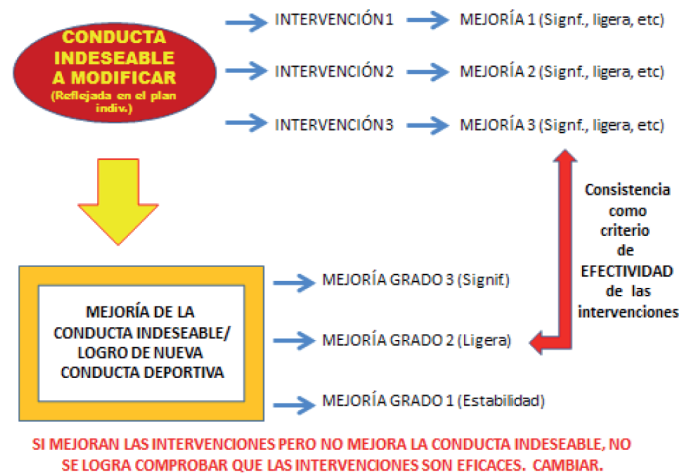 CONDUCTA
INDESEABLE
A MODIFICAR
(Reflejada en el plan
indiv.)
INTERVENCIÓN 1
MEJORÍA 1 (Signf., ligera, etc)
INTERVENCIÓN 2
MEJORÍA 2 (Signf., ligera, etc)
INTERVENCIÓN 3
MEJORÍA 3 (Signf., ligera, etc)
Consistencia
como
criterio
de
EFECTIVIDAD
de las
intervenciones
MEJORÍA DE LA
CONDUCTA INDESEABLE/
LOGRO DE NUEVA
CONDUCTA DEPORTIVA
MEJORÍA GRADO 3 (Signif.)
MEJORÍA GRADO 2 (Ligera)
MEJORÍA GRADO 1 (Estabilidad)
SI MEJORAN LAS INTERVENCIONES PERO NO MEJORA LA CONDUCTA INDESEABLE, NO
SE LOGRA COMPROBAR QUE LAS INTERVENCIONES SON EFICACES. CAMBIAR.